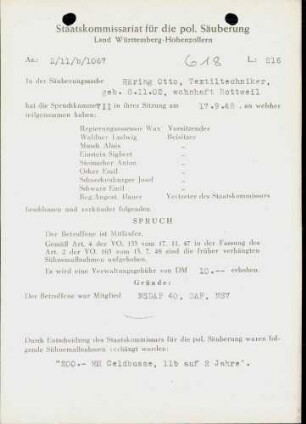 Staatskommissariat für die pol. Säuberung
Land Württemberg-Hohenzollern
Az.: 2/11/b/1067 618 L: 816
In der Säuberungssache Häring Otto, Textiltechniker,
geb. 6.11.02, wohnhaft Rottweil
hat die Spruchkammer VII in ihrer Sitzung am 17.9.48, an welcher
teilgenommen haben:
Regierungsassessor Wax Vorsitzender
Waldner Ludwig Beisitzer
Munch Alois "
Einstein Sigbert "
Steimacher Anton "
Osker Emil "
Scherrenburger Josef "
Schwarz Emil "
Reg.Angest. Hauer Vertreter des Staatskommissars
beschlossen und verkündet folgenden
SPRUCH
Der Betroffene ist Mitläufer.
Gemäß Art. 4 der VO. 133 vom 17. 11. 47 in der Fassung des
Art. 2 der VO. 165 vom 13. 7. 48 sind die früher verhängten
Sühnemaßnahmen aufgehoben.
Es wird eine Verwaltungsgebühr von DM 10.-- erhoben.
Gründe:
Der Betroffene war Mitglied NSDAP 40, DAF, NSV
Durch Entscheidung des Staatskommissars für die pol. Säuberung waren fol-
gende Sühnemaßnahmen verhängt worden:
"200.- RM Geldbusse, 11b auf 2 Jahre".